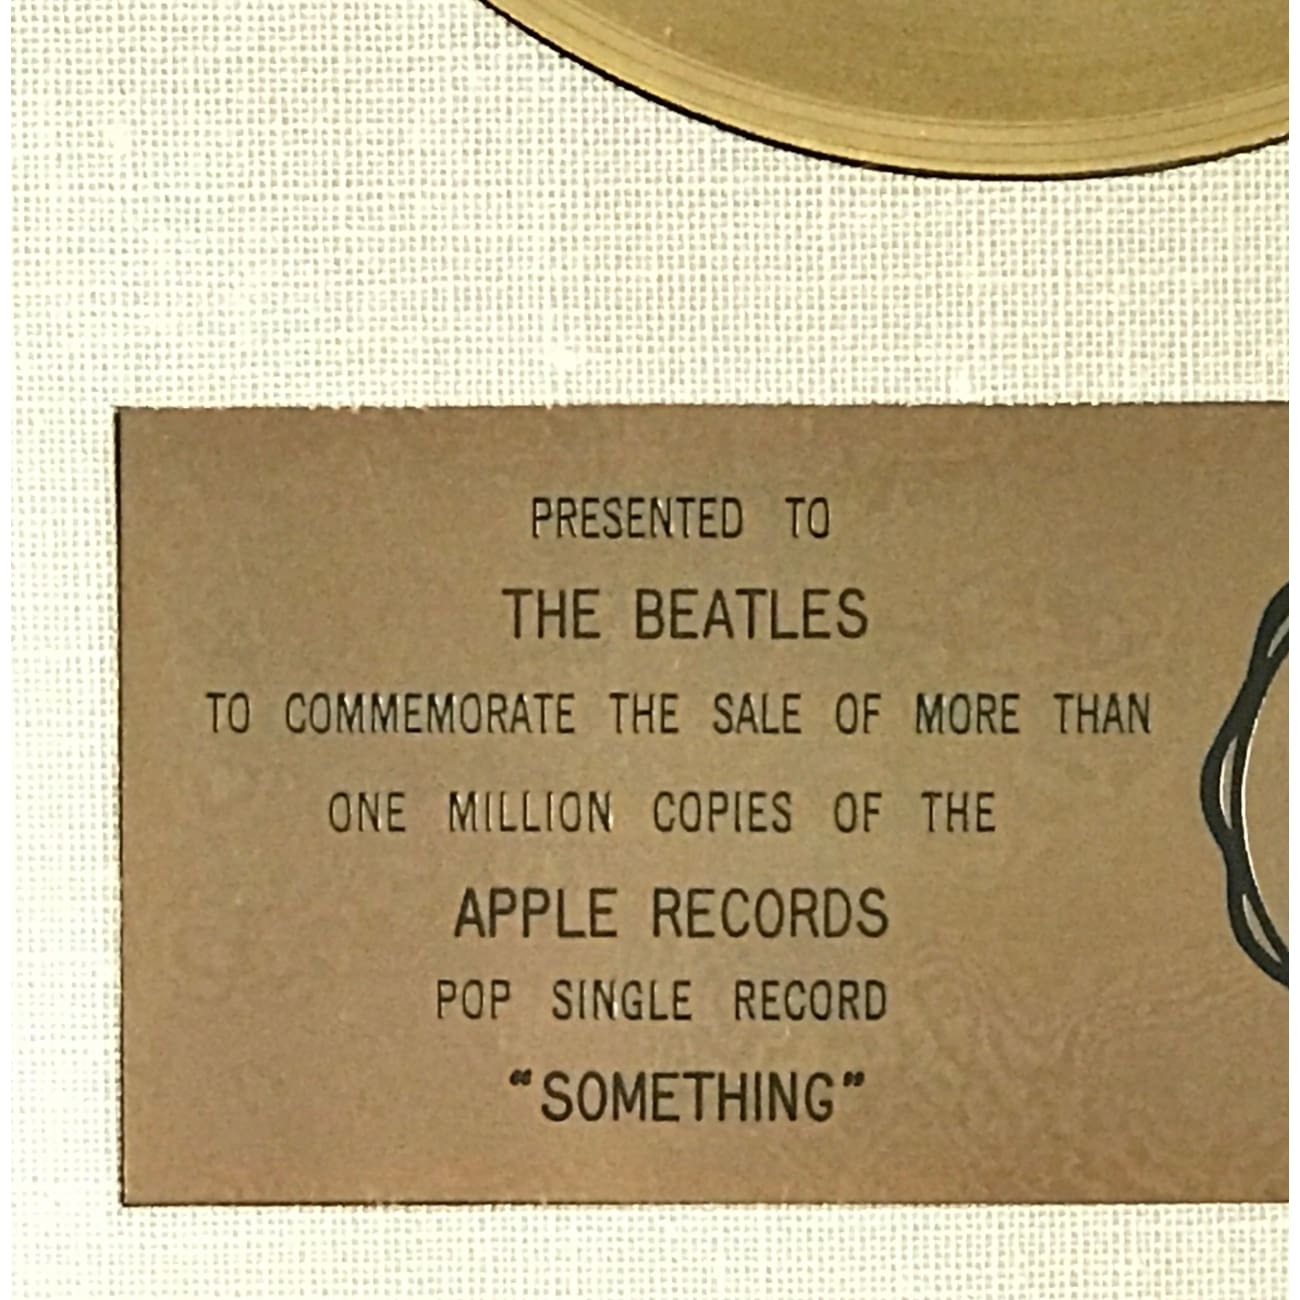 PRESENTED TO
THE BEATLES
TO COMMEMORATE THE SALE OF MORE THAN
ONE MILLION COPIES OF THE
APPLE RECORDS
POP SINGLE RECORD
“SOMETHING”